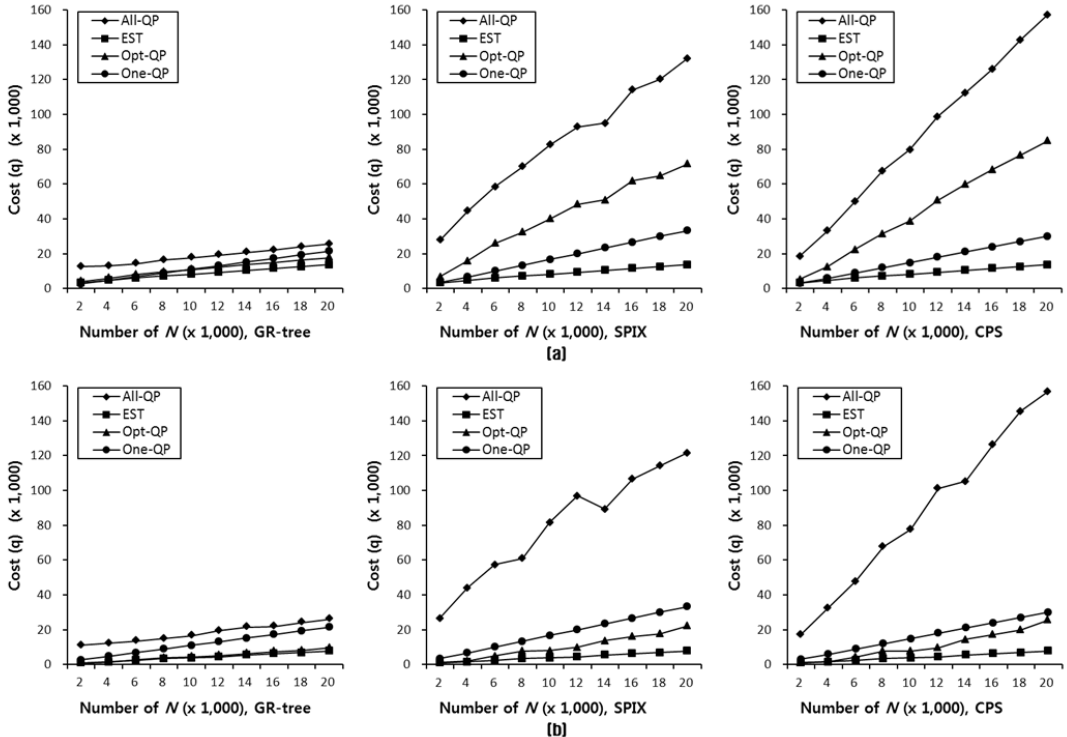 160
140
120
100
80
60
40
20
0
Cost (q) (x 1,000)
All-QP
EST
Opt-QP
One-QP
2 4 6 8 10 12 14 16 18 20
Number of N (x 1,000), GR-tree
160
140
120
100
80
60
40
20
0
Cost (q) (x 1,000)
All-QP
EST
Opt-QP
One-QP
2 4 6 8 10 12 14 16 18 20
Number of N (x 1,000), SPIX
160
140
120
100
80
60
40
20
0
Cost (q) (x 1,000)
All-QP
EST
Opt-QP
One-QP
2 4 6 8 10 12 14 16 18 20
Number of N (x 1,000), CPS
(a)
160
140
120
100
80
60
40
20
0
Cost (q) (x 1,000)
All-QP
EST
Opt-QP
One-QP
2 4 6 8 10 12 14 16 18 20
Number of N (x 1,000), GR-tree
160
140
120
100
80
60
40
20
0
Cost (q) (x 1,000)
All-QP
EST
Opt-QP
One-QP
2 4 6 8 10 12 14 16 18 20
Number of N (x 1,000), SPIX
160
140
120
100
80
60
40
20
0
Cost (q) (x 1,000)
All-QP
EST
Opt-QP
One-QP
2 4 6 8 10 12 14 16 18 20
Number of N (x 1,000), CPS
(b)